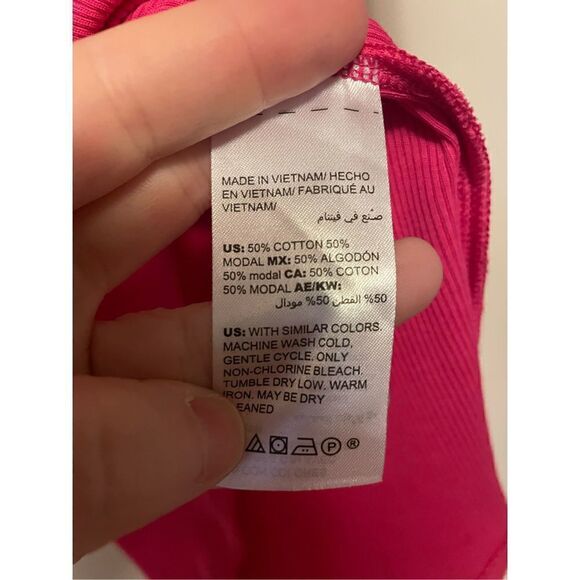 MADE IN VIETNAM/ HECHO
EN VIETNAM/ FABRIQUÉ AU
VIETNAM/
صنع في فيتنام
US: 50% COTTON 50%
MODAL MX: 50% ALGODÓN
50% modal CA: 50% COTON
50% MODAL AE/KW:
50% القطن 50% مودال
US: WITH SIMILAR COLORS.
MACHINE WASH COLD,
GENTLE CYCLE. ONLY
NON-CHLORINE BLEACH.
TUMBLE DRY LOW. WARM
IRON. MAY BE DRY
P ®